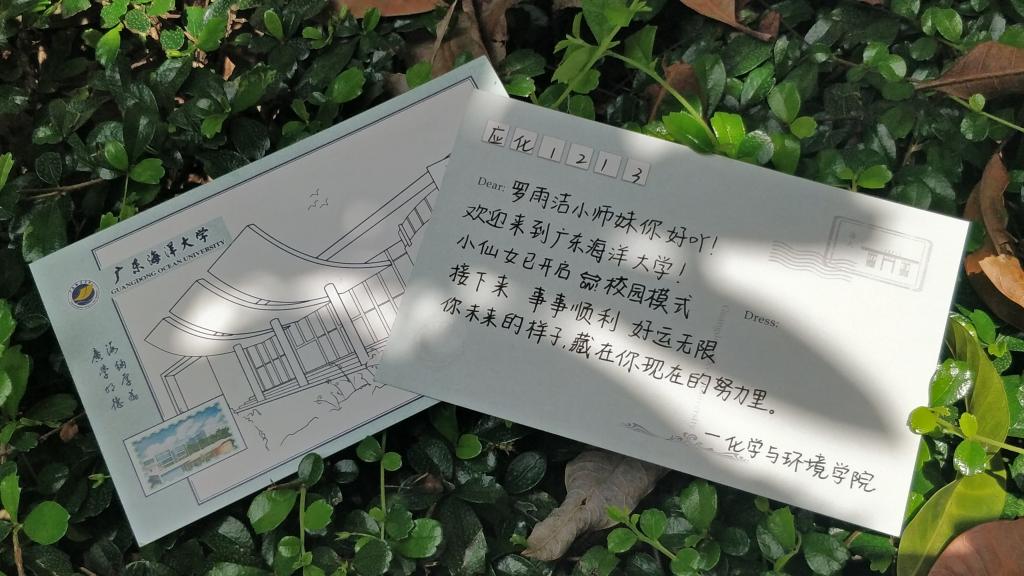 广东海洋大学
GUANGDONG OCEAN UNIVERSITY
海纳厚德
应化1213
Dear: 罗雨洁小师妹你好吖!
欢迎来到广东海洋大学!
小仙女已开启校园模式
接下来 事事顺利 好运无限
你未来的样子,藏在你现在的努力里。
Dress:
—化学与环境学院